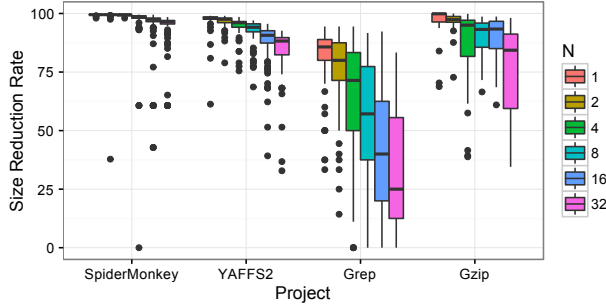 100
75
50
25
0
Size Reduction Rate
SpiderMonkey YAFFS2 Grep Gzip
Project
N
1
2
4
8
16
32